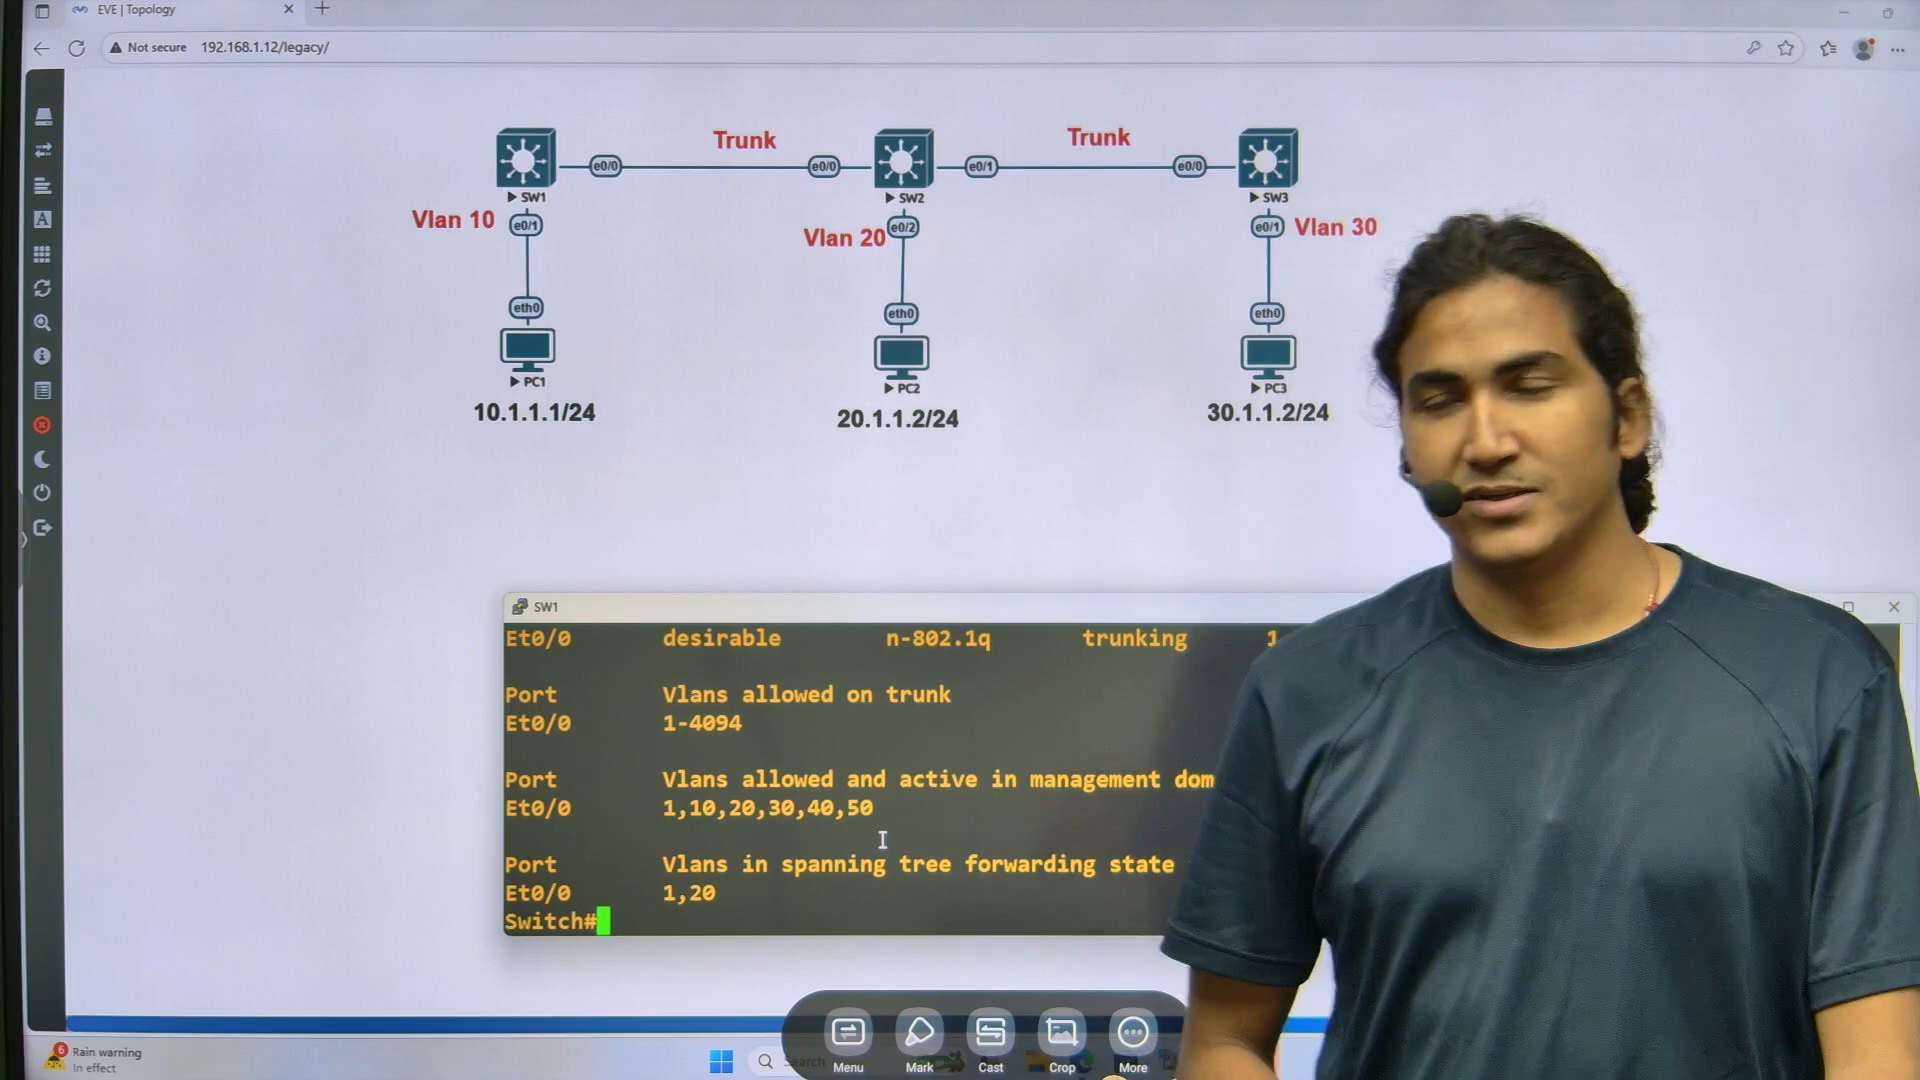 EVE | Topology
Not secure 192.168.1.12/legacy/
Trunk
Trunk
e0/0
e0/0
e0/1
e0/0
SW1
SW2
SW3
Vlan 10
e0/1
Vlan 20
e0/2
e0/1
Vlan 30
eth0
eth0
eth0
PC1
PC2
PC3
10.1.1.1/24
20.1.1.2/24
30.1.1.2/24
SW1
Et0/0 desirable n-802.1q trunking 1
Port Vlans allowed on trunk
Et0/0 1-4094
Port Vlans allowed and active in management dom
Et0/0 1,10,20,30,40,50
Port Vlans in spanning tree forwarding state
Et0/0 1,20
Switch#
6
Rain warning
In effect
Search
Menu
Mark
Cast
Crop
More